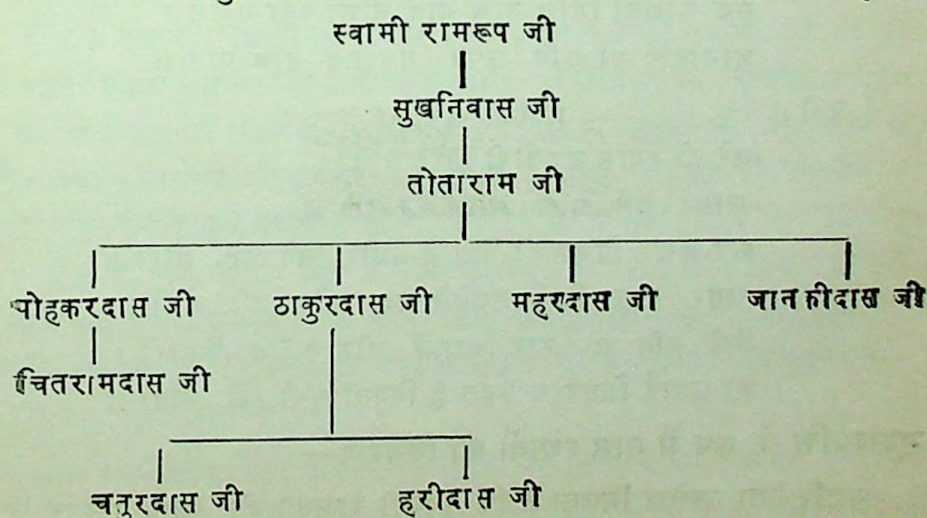 स्वामी रामरूप जी
सुखनिवास जी
तोताराम जी
पोहकरदास जी ठाकुरदास जी महरदास जी जानकीदास जी
चितरामदास जी
चतुरदास जी हरीदास जी